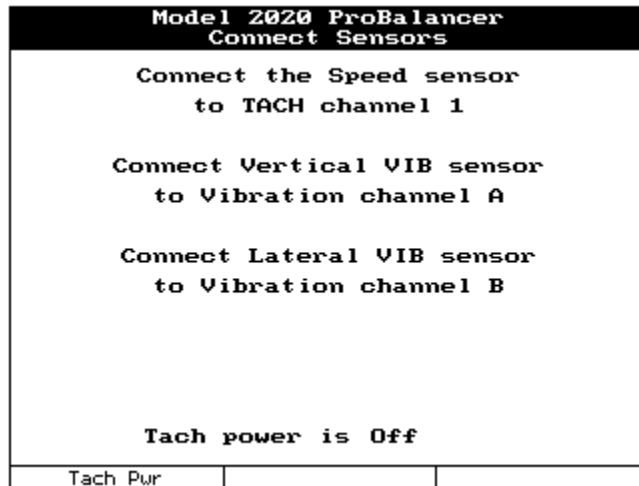 Model 2020 ProBalancer
Connect Sensors
Connect the Speed sensor
to TACH channel 1
Connect Vertical VIB sensor
to Vibration channel A
Connect Lateral VIB sensor
to Vibration channel B
Tach power is Off
Tach Pwr